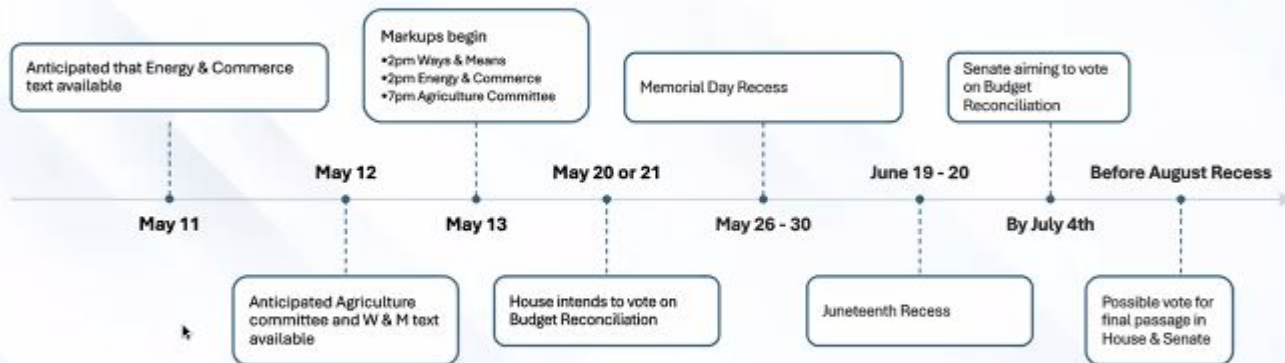 Anticipated that Energy & Commerce
text available
Markups begin
•2pm Ways & Means
•2pm Energy & Commerce
•7pm Agriculture Committee
Memorial Day Recess
Senate aiming to vote
on Budget
Reconciliation
May 12
May 20 or 21
June 19 - 20
Before August Recess
May 11
May 13
May 26 - 30
By July 4th
Anticipated Agriculture
committee and W & M text
available
House intends to vote on
Budget Reconciliation
Juneteenth Recess
Possible vote for
final passage in
House & Senate